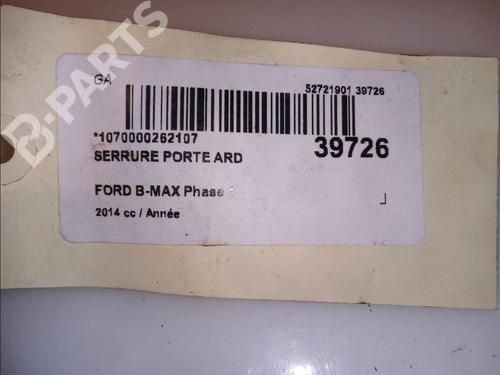 B-PARTS
GA
52721901 39726
*1070000262107
39726
SERRURE PORTE ARD
FORD B-MAX Phase
2014 cc / Année